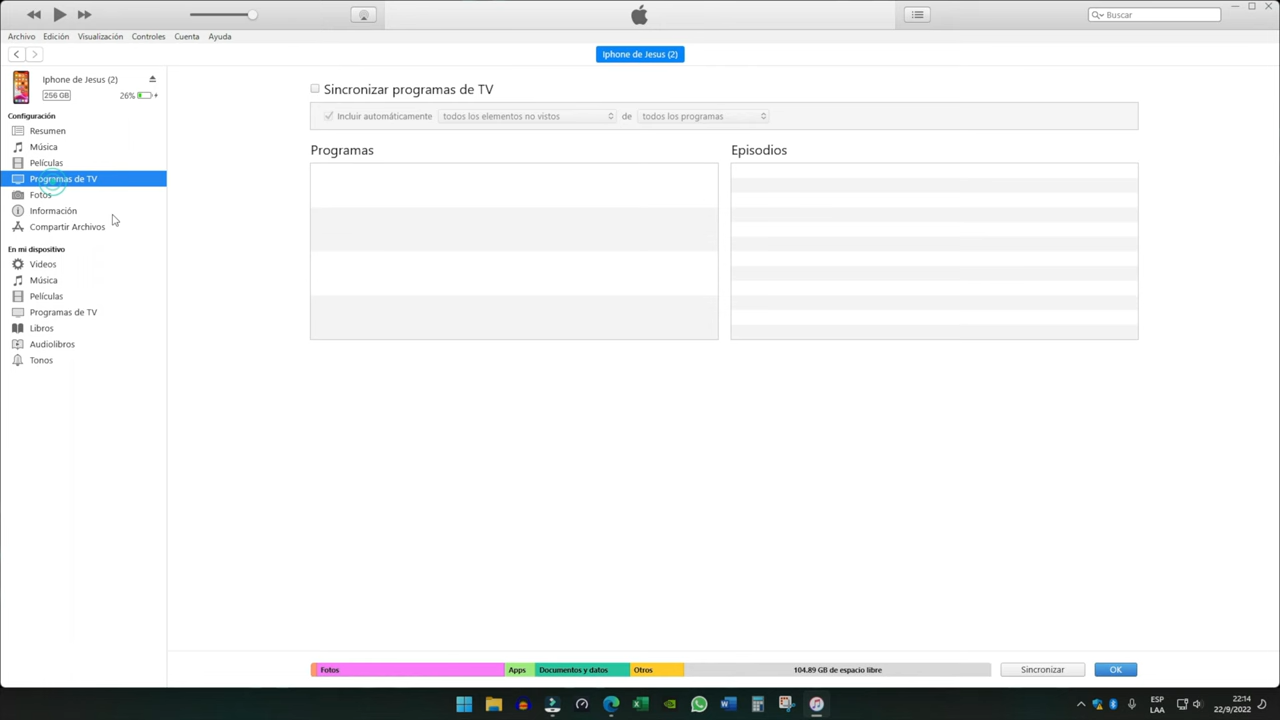 Buscar
Archivo Edición Visualización Controles Cuenta Ayuda
Iphone de Jesus (2)
Iphone de Jesus (2)
256 GB 26%
Configuración
Resumen
Música
Películas
Programas de TV
Fotos
Información
Compartir Archivos
En mi dispositivo
Videos
Música
Películas
Programas de TV
Libros
Audiolibros
Tonos
Sincronizar programas de TV
Incluir automáticamente todos los elementos no vistos de todos los programas
Programas Episodios
Fotos Apps Documentos y datos Otros 104.89 GB de espacio libre Sincronizar OK
ESP
LAA
22:14
22/9/2022